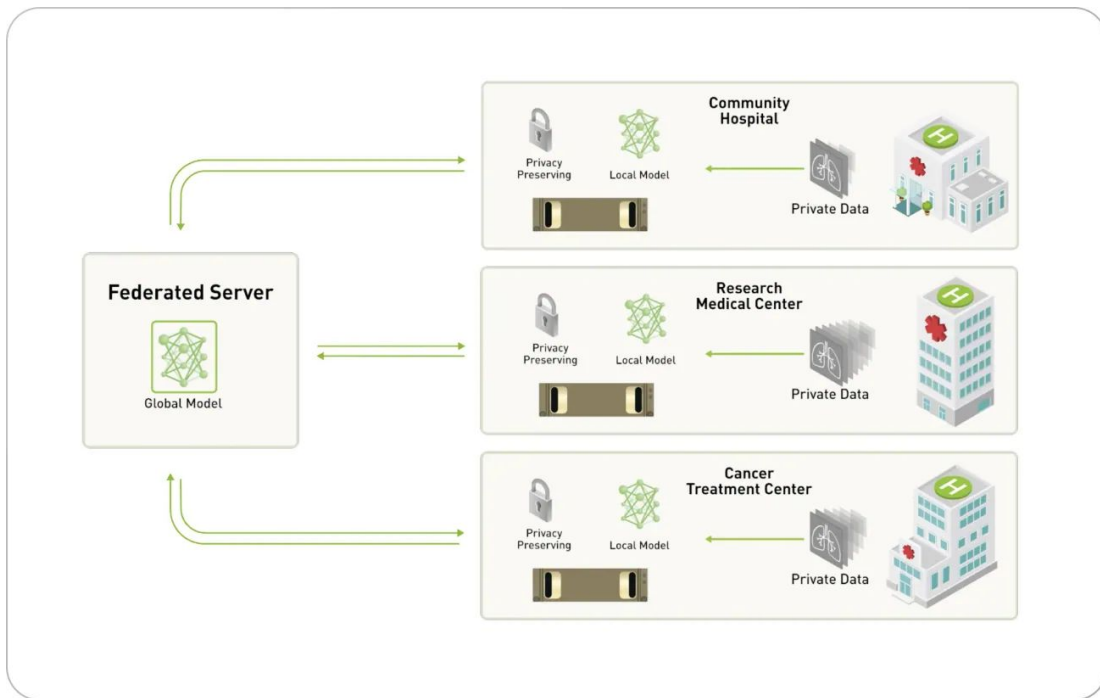 Community
Hospital
Privacy
Preserving
Local Model
Private Data
H
Federated Server
Global Model
Research
Medical Center
Privacy
Preserving
Local Model
Private Data
H
Cancer
Treatment Center
Privacy
Preserving
Local Model
Private Data
H